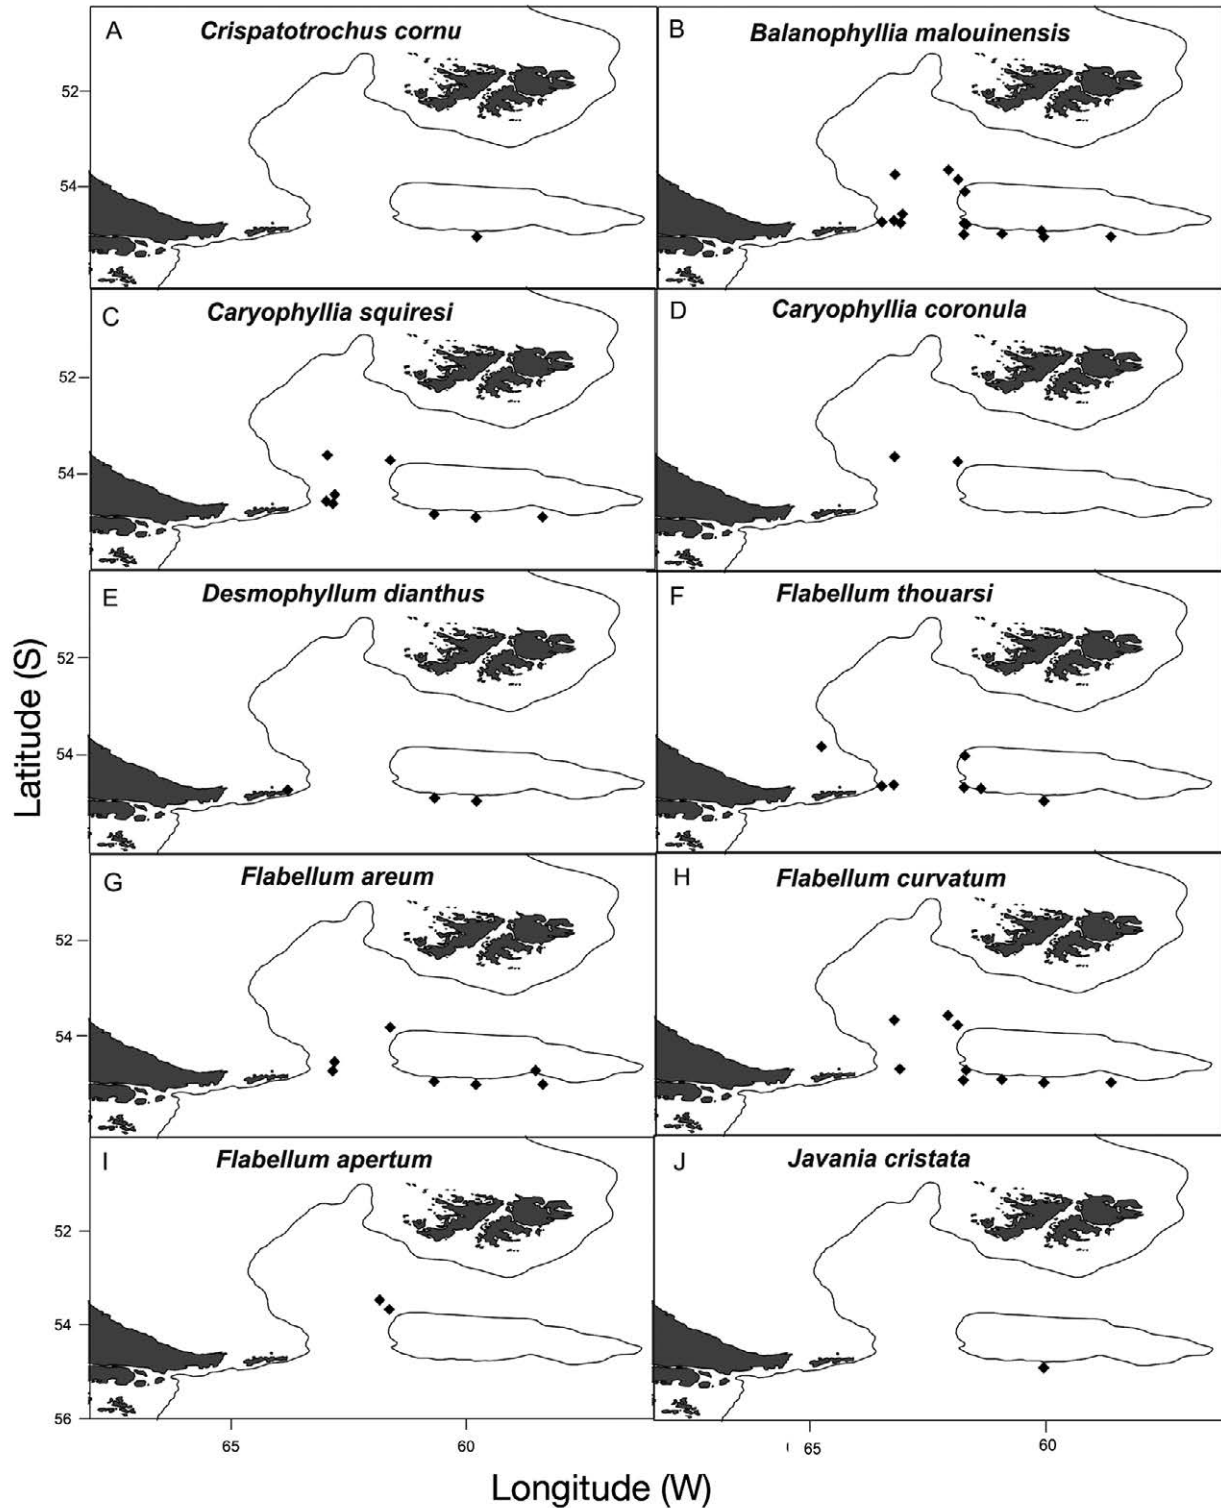 A Crispatotrochus cornu
B Balanophyllia malouinensis
52
54
C Caryophyllia squiresi
D Caryophyllia coronula
52
54
E Desmophyllum dianthus
F Flabellum thouarsi
52
54
G Flabellum areum
H Flabellum curvatum
52
54
I Flabellum apertum
J Javania cristata
52
54
56
65
60
65
60
Latitude (S)
Longitude (W)